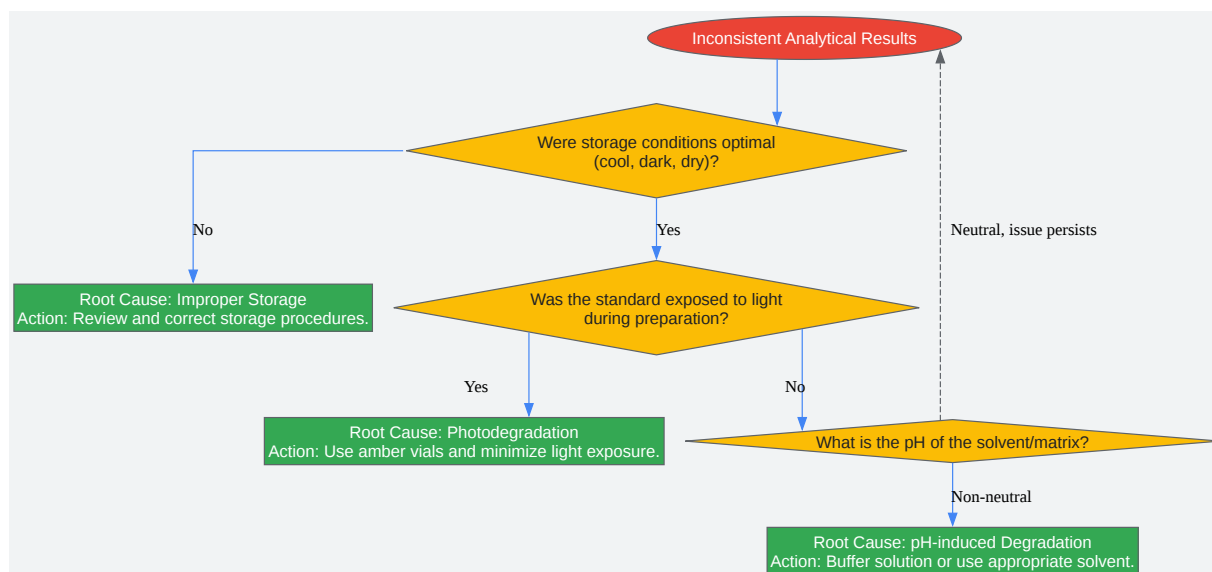 Inconsistent Analytical Results
Were storage conditions optimal
(cool, dark, dry)?
No
Yes
Neutral, issue persists
Root Cause: Improper Storage
Action: Review and correct storage procedures.
Was the standard exposed to light
during preparation?
Yes
No
Root Cause: Photodegradation
Action: Use amber vials and minimize light exposure.
What is the pH of the solvent/matrix?
Non-neutral
Root Cause: pH-induced Degradation
Action: Buffer solution or use appropriate solvent.